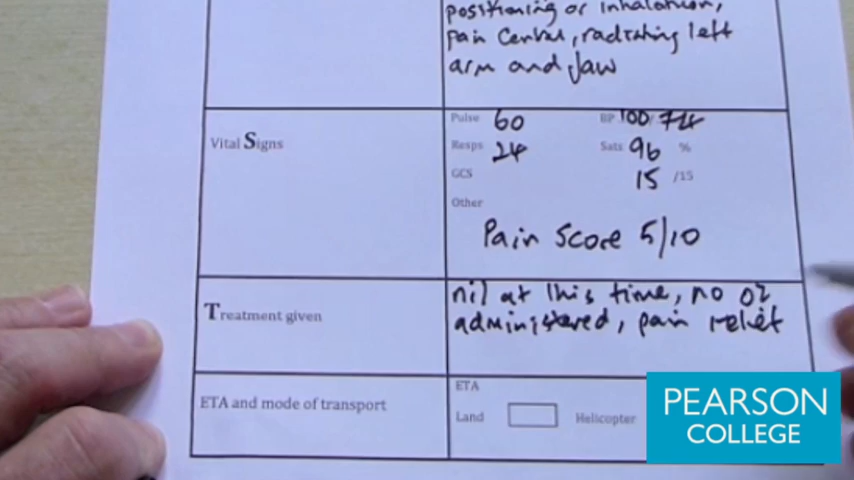 positioning or inhalation,
pain central, radiating left
arm and Jaw
Vital Signs
Pulse 60 BP 100/74
Resps 24 Sats 96 %
GCS 15 /15
Other
Pain Score 5/10
Treatment given
nil at this time, no O2
administered, pain relief
ETA and mode of transport
ETA
Land Helicopter
PEARSON
COLLEGE